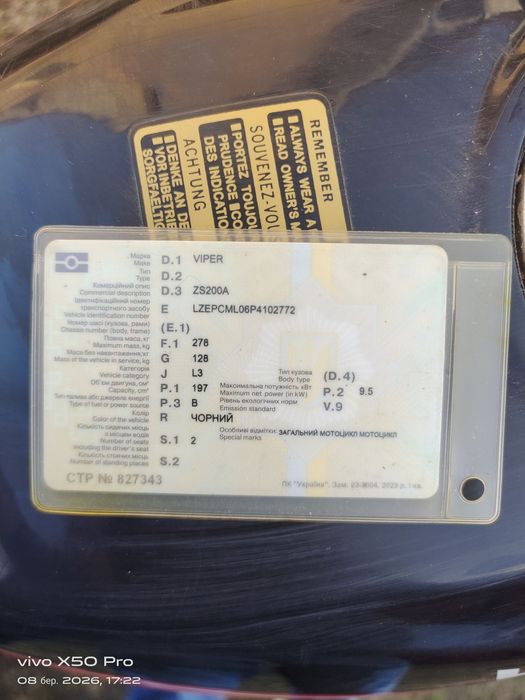 REMEMBER
ALWAYS WEAR A
READ OWNER'S M
SOUVENEZ-VOU
PORTEZ TOUJOU
PRUDENCE CO
DES INDICATION
ACHTUNG
DENKE AN DE
VOR INBETRIE
SORGFAELTIG
Марка
Make D.1 VIPER
Тип
Type D.2
Комерційний опис
Commercial description D.3 ZS200A
Ідентифікаційний номер
транспортного засобу
Vehicle identification number E LZEPCML06P4102772
Номер шасі (кузова, рами)
Chassis number (body, frame) (E.1)
Повна маса, кг
Maximum mass, kg F.1 278
Маса без навантаження, кг
Mass of the vehicle in service, kg G 128
Категорія
Vehicle category J L3
Тип кузова
Body type (D.4)
Об'єм двигуна, см³
Capacity, cm³ P.1 197
Максимальна потужність, кВт
Maximum net power (in kW) P.2 9.5
Тип палива або джерела енергії
Type of fuel or power source P.3 B
Рівень екологічних норм
Emission standard V.9
Колір
Color of the vehicle R ЧОРНИЙ
Особливі відмітки: ЗАГАЛЬНИЙ МОТОЦИКЛ МОТОЦИКЛ
Special marks
Кількість сидячих місць
з місцем водія
Number of seats
including the driver's seat S.1 2
Кількість стоячих місць
Number of standing places S.2
СТР № 827343
ПК "Україна". Зам. 23-3004, 2023 р., I кв.
vivo X50 Pro
08 бер. 2026, 17:22